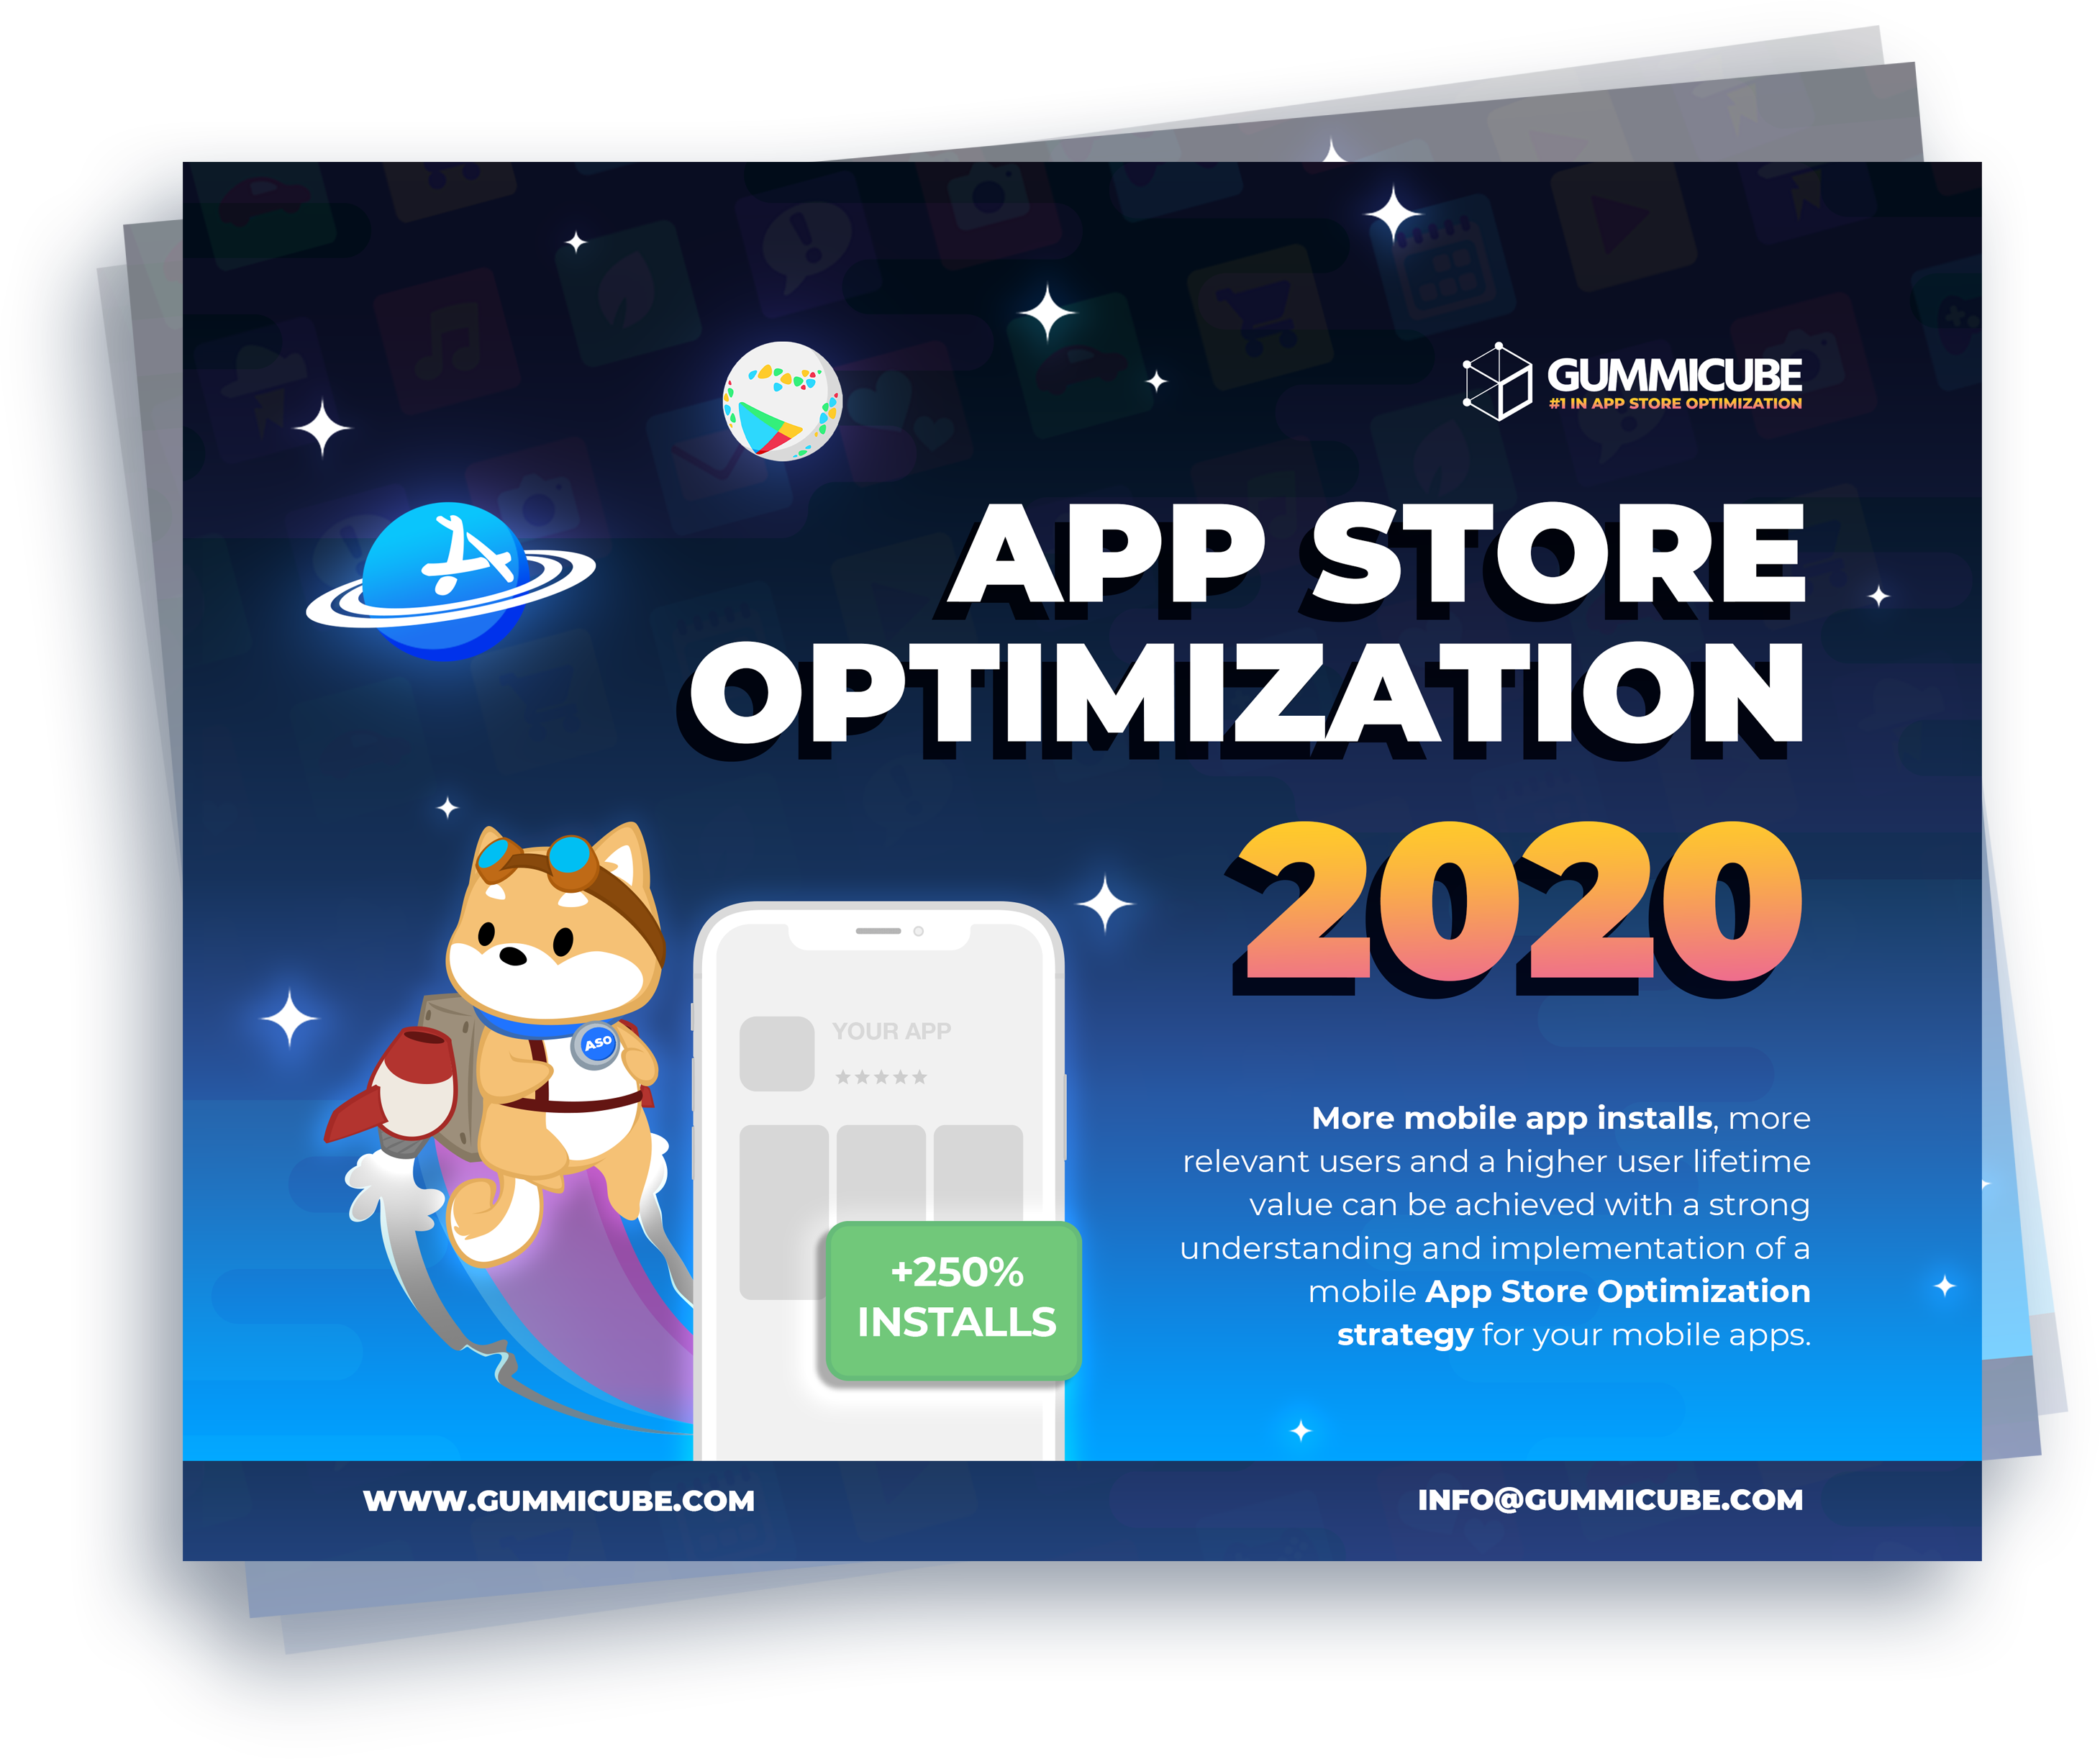 GUMMICUBE
#1 IN APP STORE OPTIMIZATION
APP STORE
OPTIMIZATION
2020
ASO
YOUR APP
+250%
INSTALLS
More mobile app installs, more
relevant users and a higher user lifetime
value can be achieved with a strong
understanding and implementation of a
mobile App Store Optimization
strategy for your mobile apps.
WWW.GUMMICUBE.COM
INFO@GUMMICUBE.COM